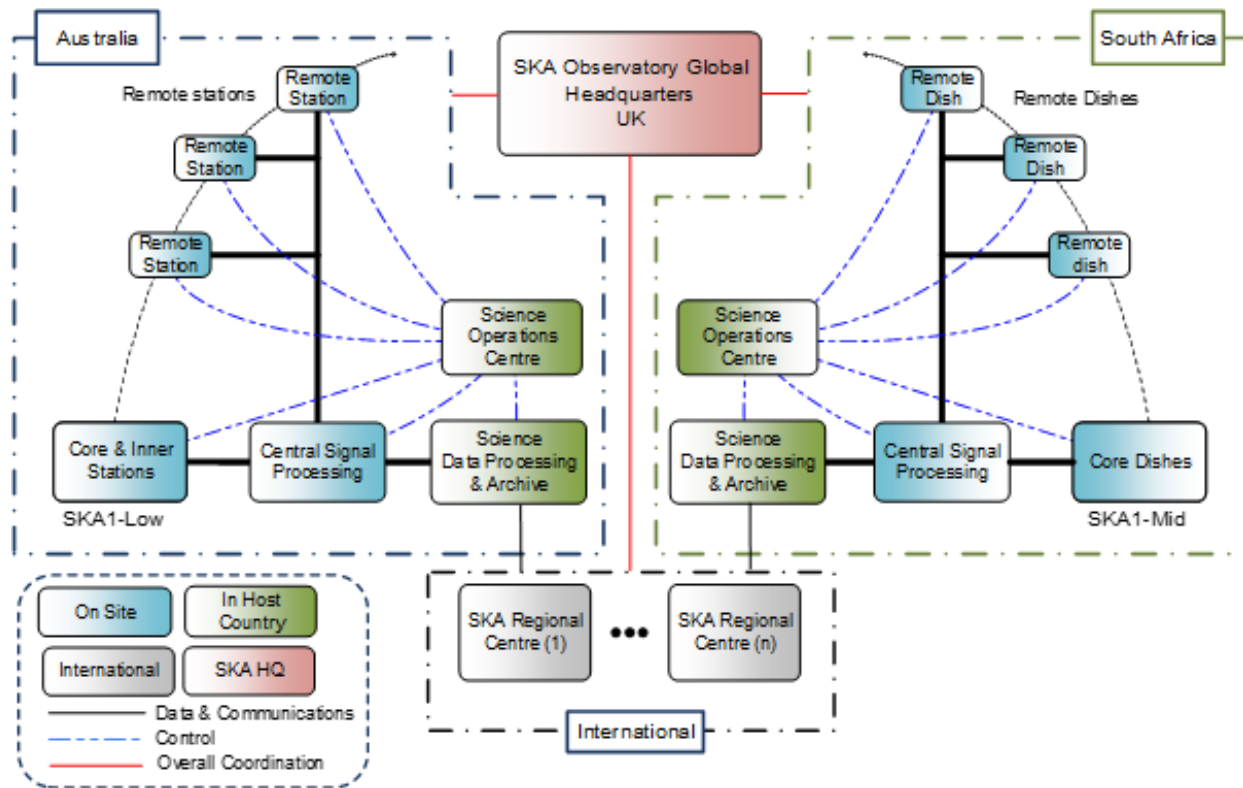 Australia
SKA Observatory Global
Headquarters
UK
South Africa
Remote stations
Remote
Station
Remote
Station
Remote
Station
Remote
Dish
Remote Dishes
Remote
Dish
Remote
dish
Science
Operations
Centre
Science
Operations
Centre
Core & Inner
Stations
Central Signal
Processing
Science
Data Processing
& Archive
Science
Data Processing
& Archive
Central Signal
Processing
Core Dishes
SKA1-Low
SKA1-Mid
On Site
In Host
Country
International
SKA HQ
Data & Communications
Control
Overall Coordination
SKA Regional
Centre (1)
SKA Regional
Centre (n)
International